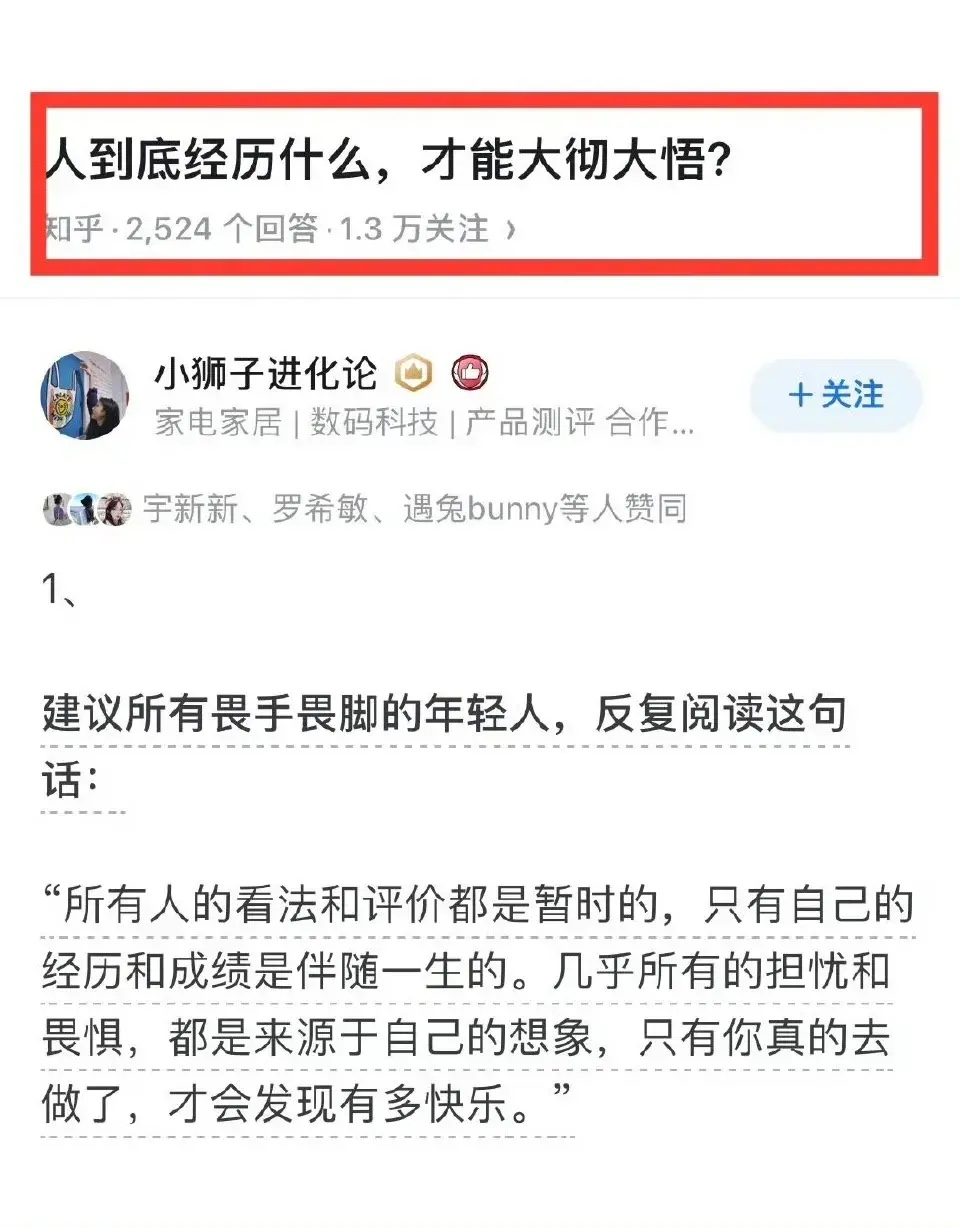 人到底经历什么，才能大彻大悟?
知乎·2,524 个回答·1.3 万关注 ›
小狮子进化论
+ 关注
家电家居 | 数码科技 | 产品测评 合作...
宇新新、罗希敏、遇兔bunny等人赞同
1、
建议所有畏手畏脚的年轻人，反复阅读这句
话：
“所有人的看法和评价都是暂时的，只有自己的
经历和成绩是伴随一生的。几乎所有的担忧和
畏惧，都是来源于自己的想象，只有你真的去
做了，才会发现有多快乐。”